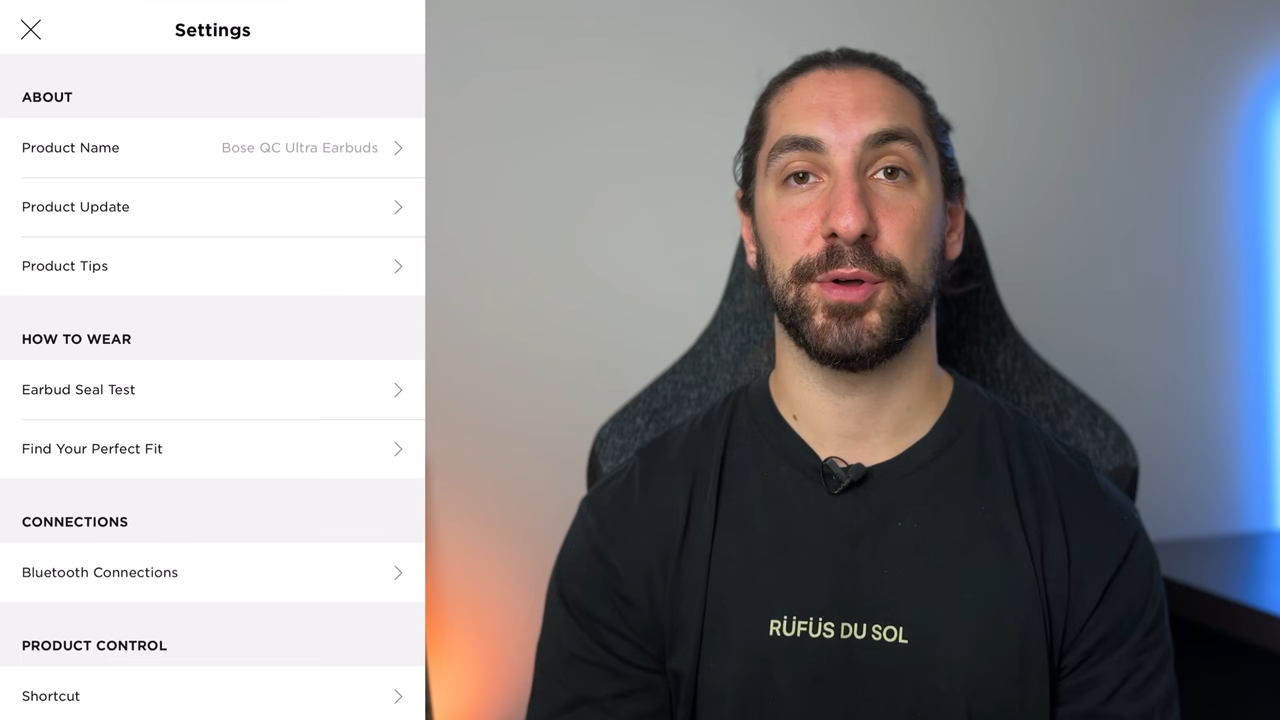 Settings
ABOUT
Product Name Bose QC Ultra Earbuds
Product Update
Product Tips
HOW TO WEAR
Earbud Seal Test
Find Your Perfect Fit
CONNECTIONS
Bluetooth Connections
PRODUCT CONTROL
Shortcut
RÜFÜS DU SOL